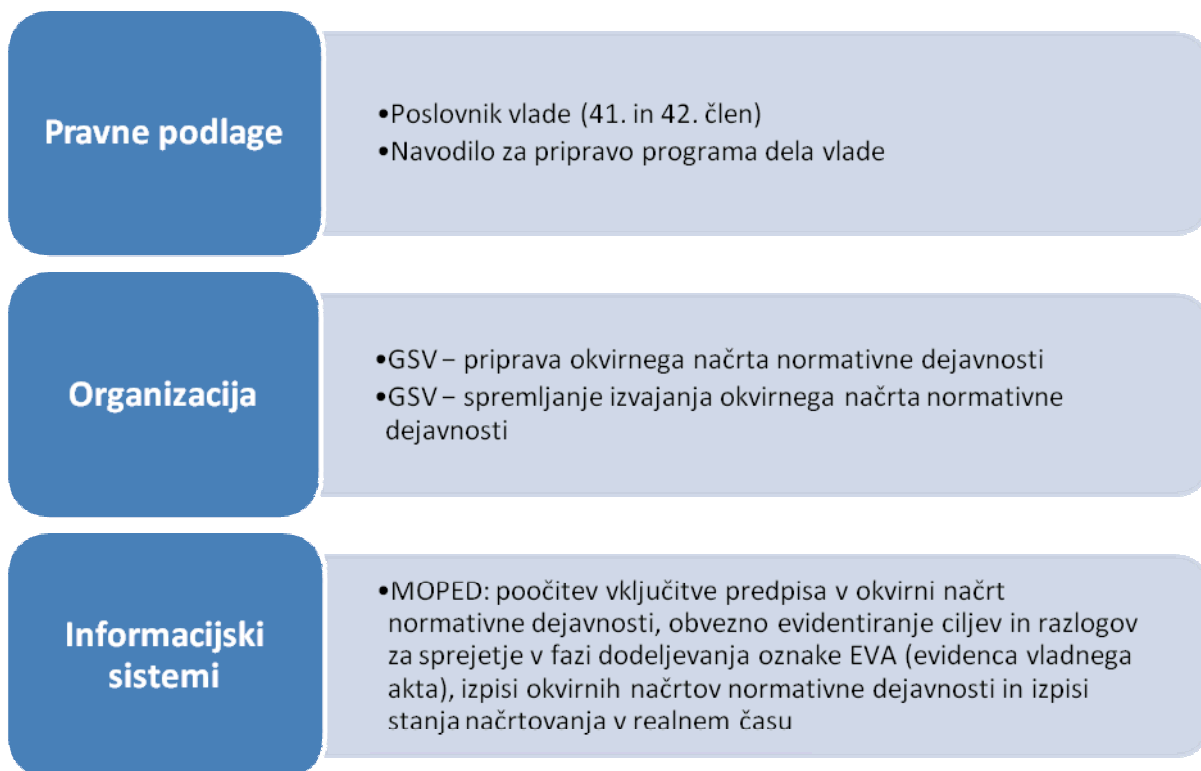 Pravne podlage
•Poslovnik vlade (41. in 42. člen)
•Navodilo za pripravo programa dela vlade
Organizacija
•GSV – priprava okvirnega načrta normativne dejavnosti
•GSV – spremljanje izvajanja okvirnega načrta normativne
dejavnosti
Informacijski
sistemi
•MOPED: poočitev vključitve predpisa v okvirni načrt
normativne dejavnosti, obvezno evidentiranje ciljev in razlogov
za sprejetje v fazi dodeljevanja oznake EVA (evidenca vladnega
akta), izpisi okvirnih načrtov normativne dejavnosti in izpisi
stanja načrtovanja v realnem času